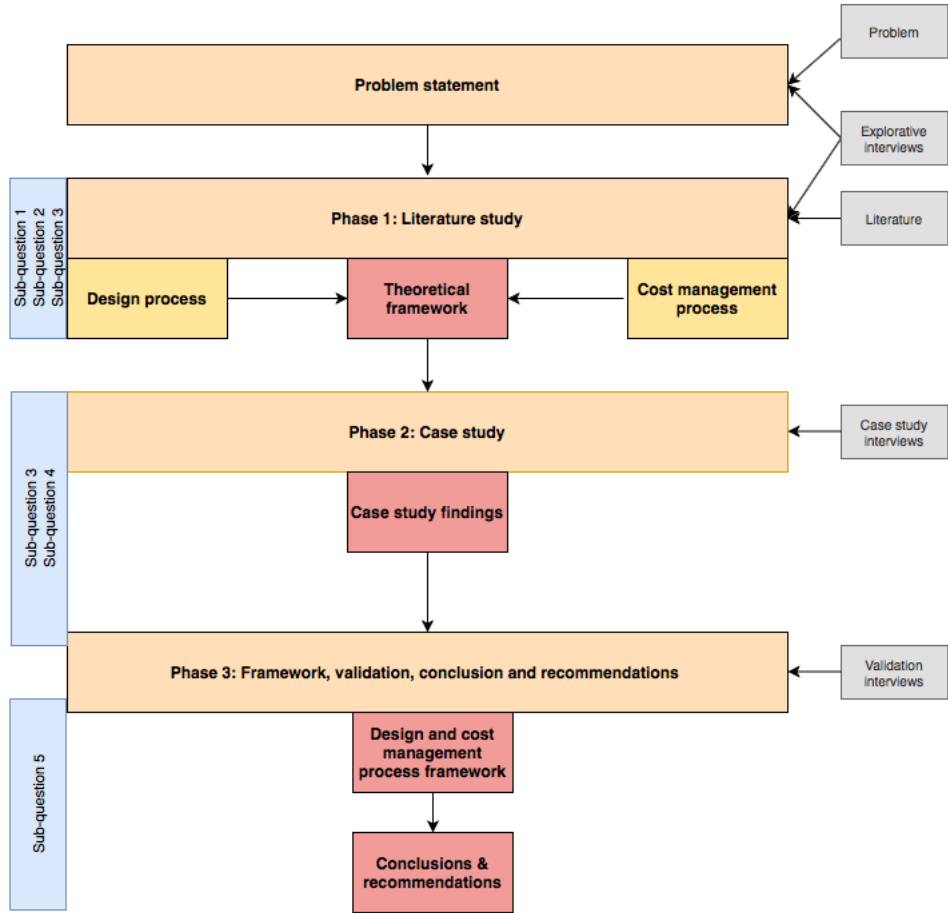 Problem
Problem statement
Explorative
interviews
Sub-question 1
Sub-question 2
Sub-question 3
Phase 1: Literature study
Literature
Design process
Theoretical
framework
Cost management
process
Phase 2: Case study
Case study
interviews
Sub-question 3
Sub-question 4
Case study findings
Phase 3: Framework, validation, conclusion and recommendations
Validation
interviews
Sub-question 5
Design and cost
management
process framework
Conclusions &
recommendations